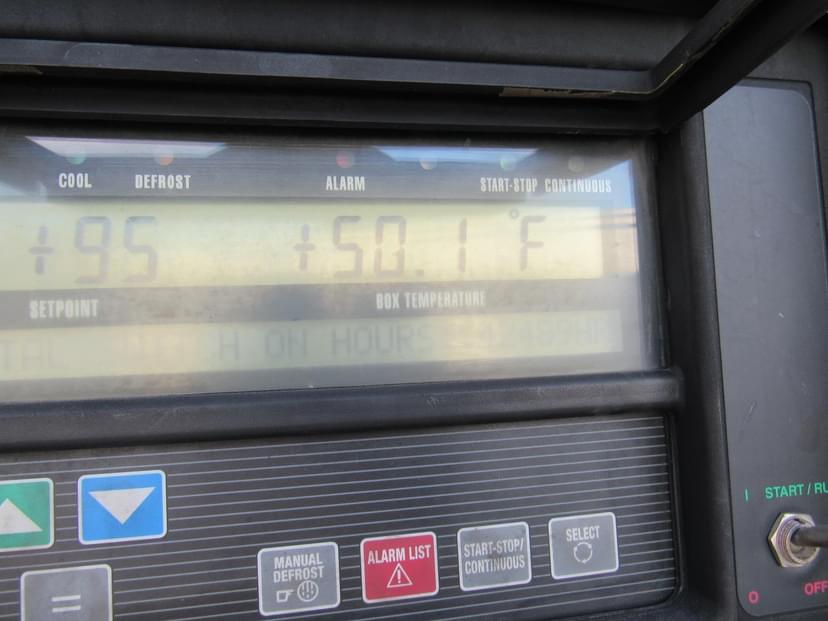 COOL DEFROST ALARM START-STOP CONTINUOUS
+95 +50.1 °F
SETPOINT BOX TEMPERATURE
ON HOURS
MANUAL DEFROST
ALARM LIST
START-STOP/
CONTINUOUS
SELECT
=
I START / RU
O OFF